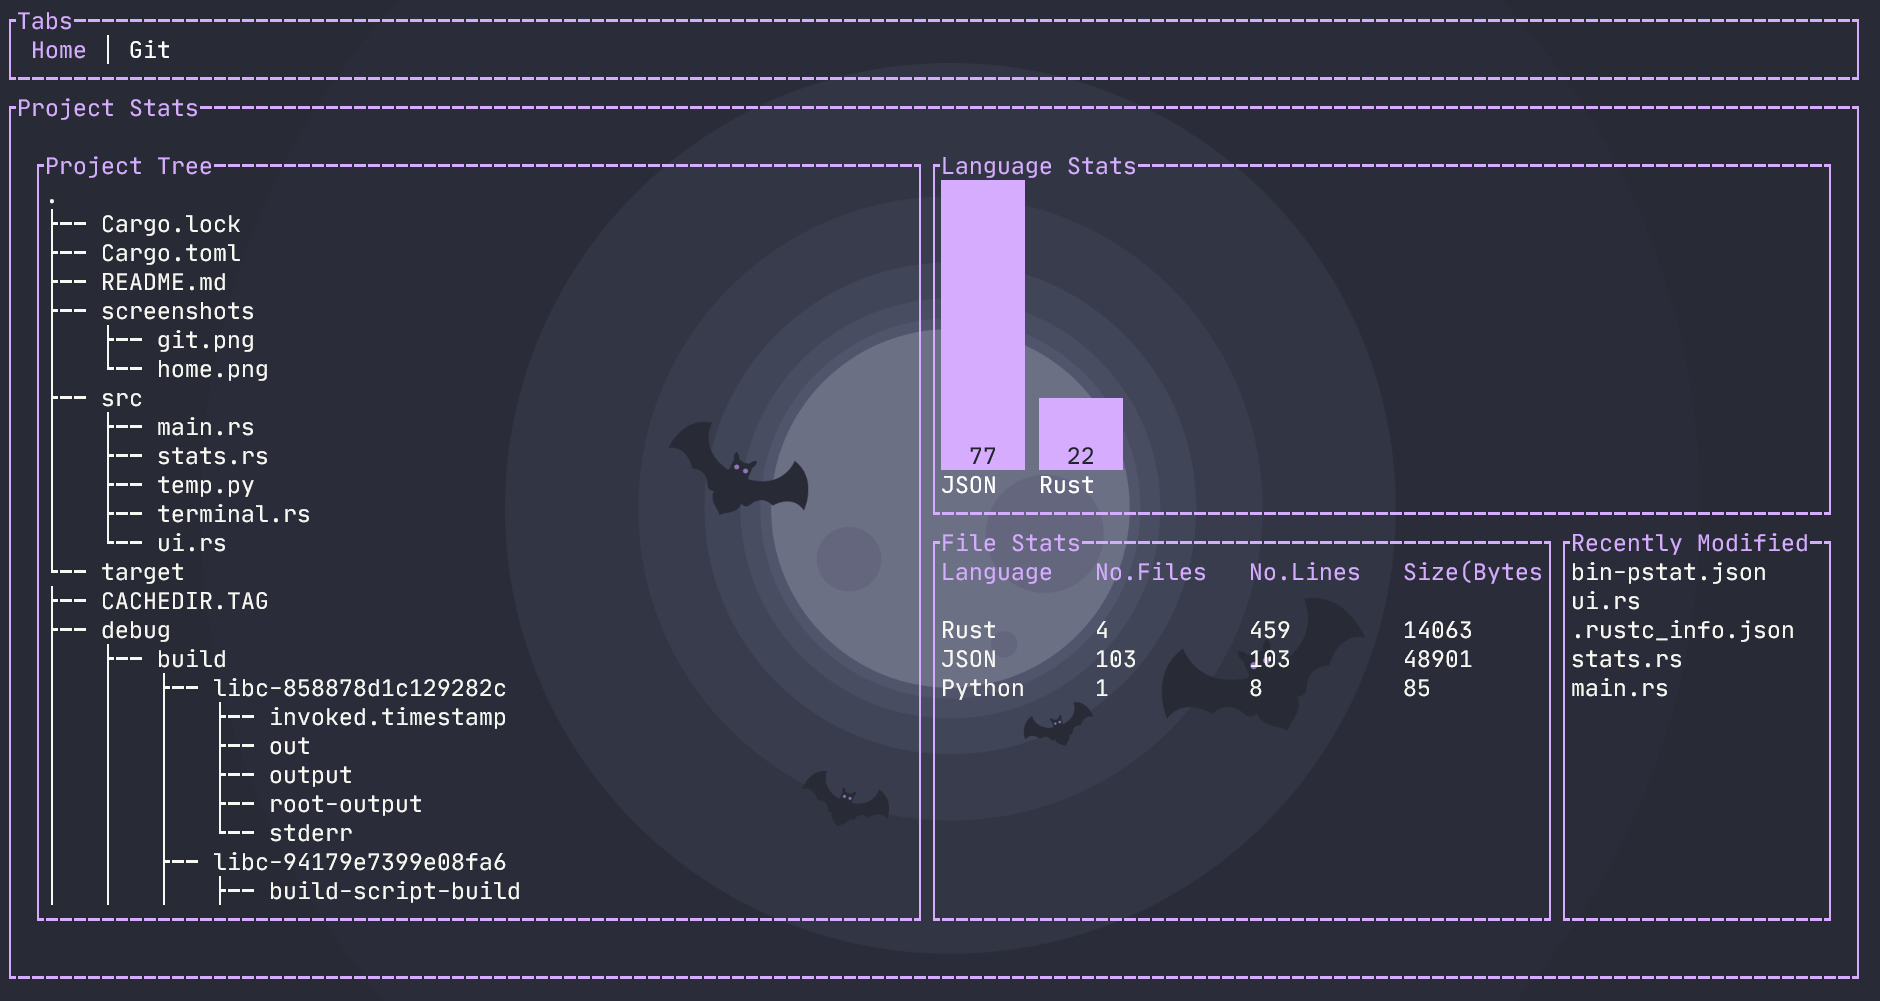 Tabs
Home │ Git
Project Stats
Project Tree
.
├── Cargo.lock
├── Cargo.toml
├── README.md
├── screenshots
│   ├── git.png
│   └── home.png
├── src
│   ├── main.rs
│   ├── stats.rs
│   ├── temp.py
│   ├── terminal.rs
│   └── ui.rs
└── target
├── CACHEDIR.TAG
├── debug
│   ├── build
│   │   ├── libc-858878d1c129282c
│   │   │   ├── invoked.timestamp
│   │   │   ├── out
│   │   │   ├── output
│   │   │   ├── root-output
│   │   │   └── stderr
│   │   ├── libc-94179e7399e08fa6
│   │   │   ├── build-script-build
Language Stats
77 22
JSON Rust
File Stats
Language No.Files No.Lines Size(Bytes
Rust 4 459 14063
JSON 103 103 48901
Python 1 8 85
Recently Modified
bin-pstat.json
ui.rs
.rustc_info.json
stats.rs
main.rs